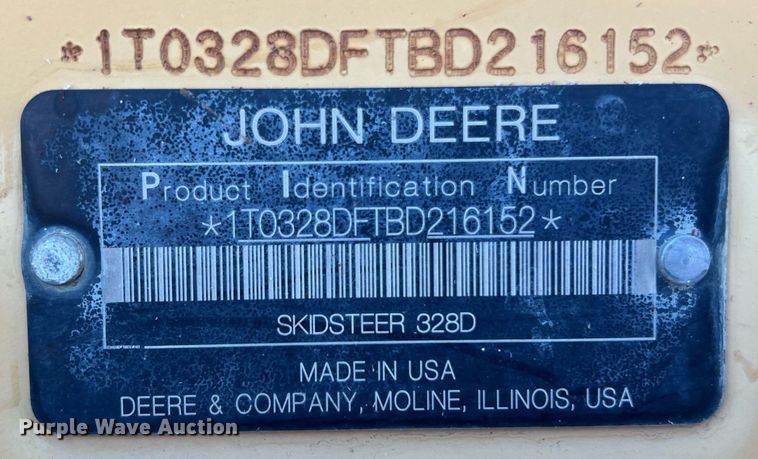 *1T0328DFTBD216152*
JOHN DEERE
Product Identification Number
*1T0328DFTBD216152*
SKIDSTEER 328D
MADE IN USA
DEERE & COMPANY, MOLINE, ILLINOIS, USA
Purple Wave Auction